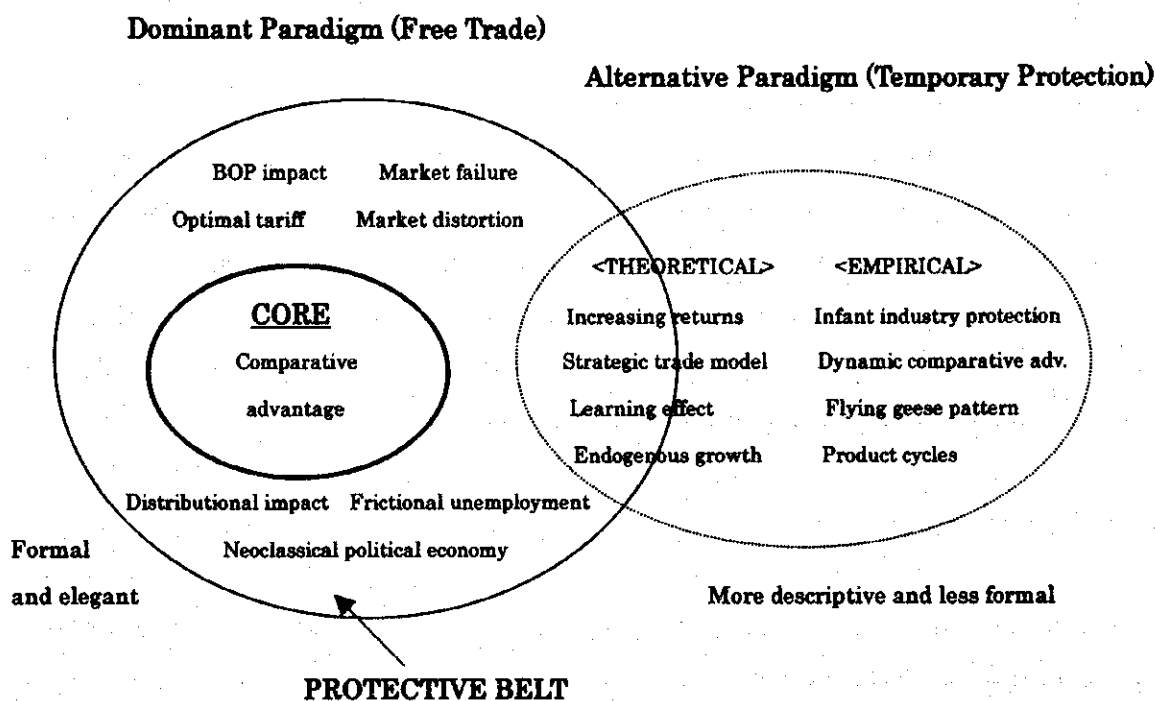 Dominant Paradigm (Free Trade)
Alternative Paradigm (Temporary Protection)
BOP impact Market failure
Optimal tariff Market distortion
CORE
Comparative
advantage
Distributional impact Frictional unemployment
Neoclassical political economy
<THEORETICAL> <EMPIRICAL>
Increasing returns Infant industry protection
Strategic trade model Dynamic comparative adv.
Learning effect Flying geese pattern
Endogenous growth Product cycles
Formal
and elegant
More descriptive and less formal
PROTECTIVE BELT